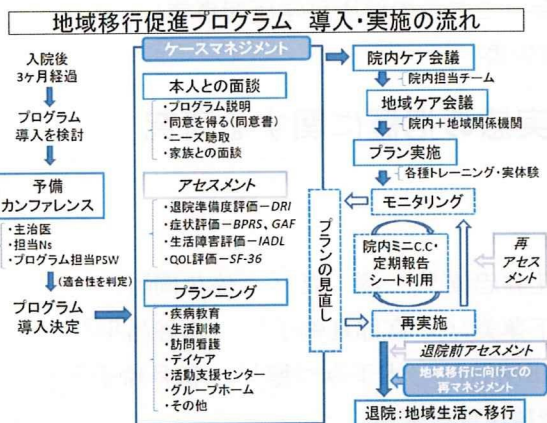 地域移行促進プログラム 導入・実施の流れ
入院後
3ヶ月経過
プログラム
導入を検討
予備
カンファレンス
・主治医
・担当Ns
・プログラム担当PSW
(適合性を判定)
プログラム
導入決定
ケースマネジメント
本人との面談
・プログラム説明
・同意を得る(同意書)
・ニーズ聴取
・家族との面談
アセスメント
・退院準備度評価－DRI
・症状評価－BPRS、GAF
・生活障害評価－IADL
・QOL評価－SF-36
プランニング
・疾病教育
・生活訓練
・訪問看護
・デイケア
・活動支援センター
・グループホーム
・その他
プランの見直し
院内ケア会議
院内担当チーム
地域ケア会議
院内＋地域関係機関
プラン実施
各種トレーニング・実体験
モニタリング
院内ミニC.C・
定期報告
シート利用
再
アセス
メント
再実施
退院前アセスメント
地域移行に向けての
再マネジメント
退院：地域生活へ移行